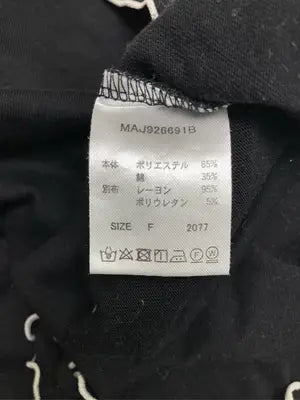 MAJ926691B
本体 ポリエステル 65%
綿 35%
別布 レーヨン 95%
ポリウレタン 5%
SIZE F 2077